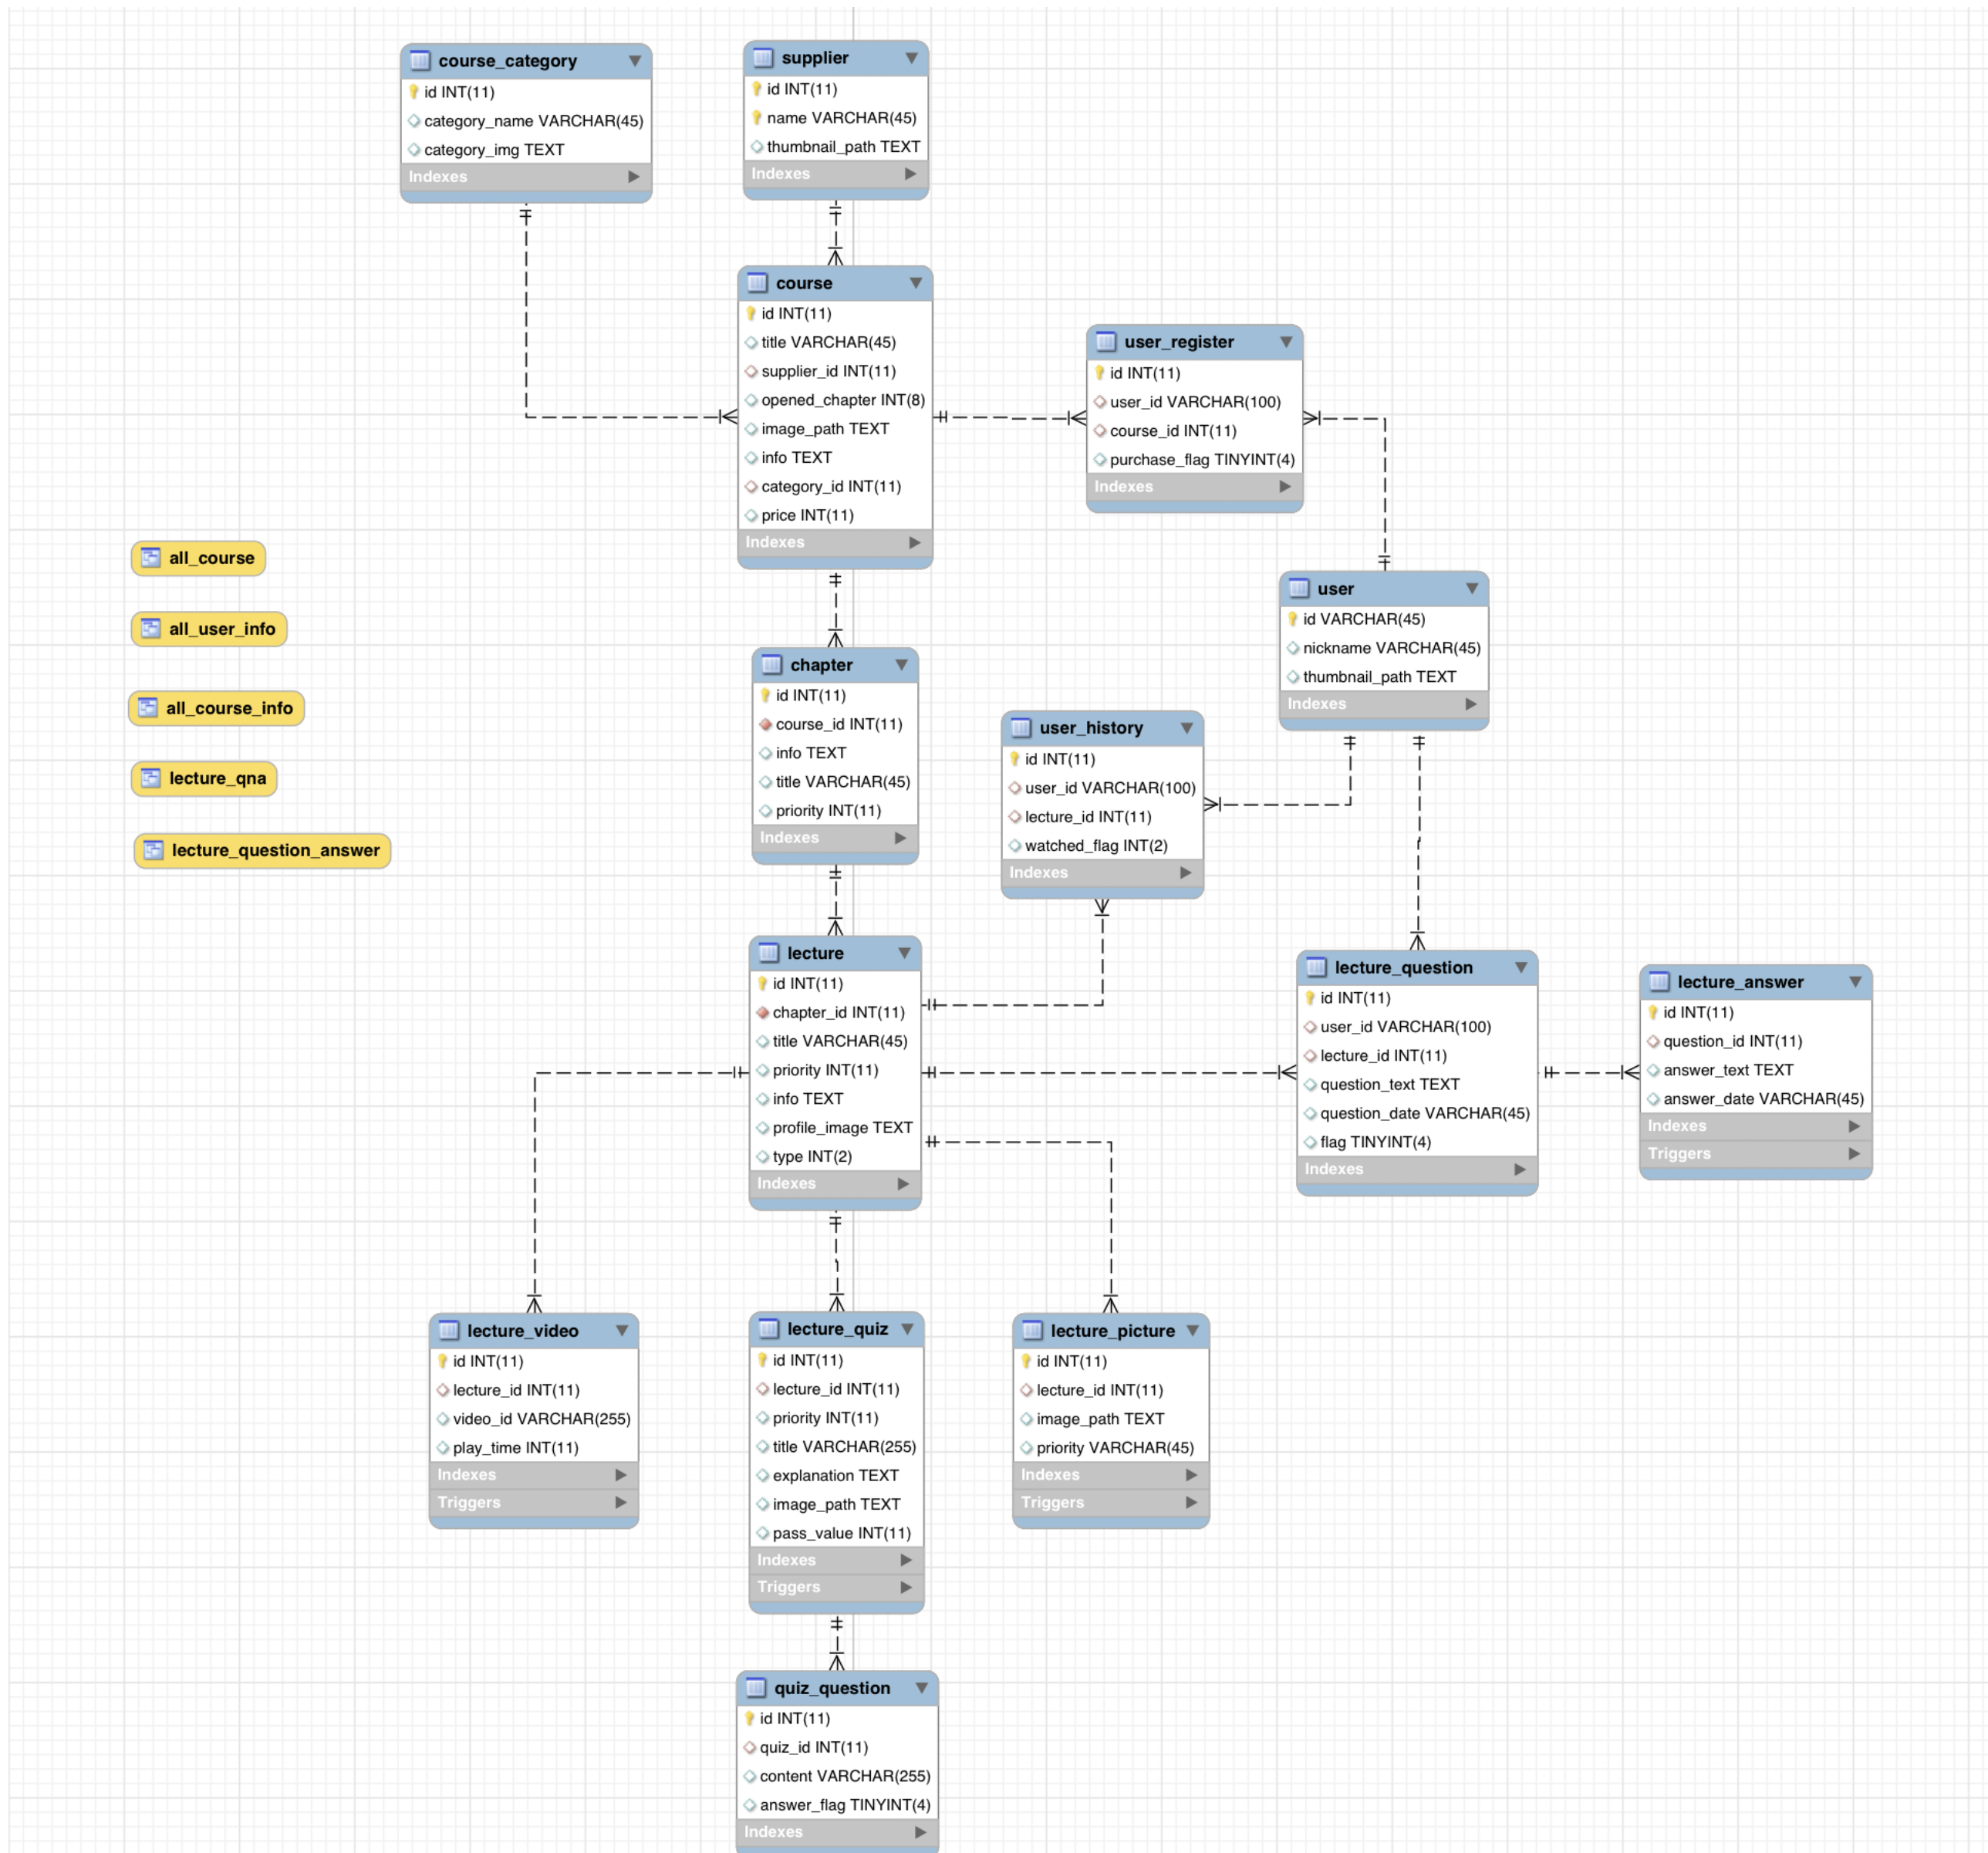 course_category
id INT(11)
category_name VARCHAR(45)
category_img TEXT
Indexes
supplier
id INT(11)
name VARCHAR(45)
thumbnail_path TEXT
Indexes
course
id INT(11)
title VARCHAR(45)
supplier_id INT(11)
opened_chapter INT(8)
image_path TEXT
info TEXT
category_id INT(11)
price INT(11)
Indexes
user_register
id INT(11)
user_id VARCHAR(100)
course_id INT(11)
purchase_flag TINYINT(4)
Indexes
all_course
all_user_info
all_course_info
lecture_qna
lecture_question_answer
user
id VARCHAR(45)
nickname VARCHAR(45)
thumbnail_path TEXT
Indexes
chapter
id INT(11)
course_id INT(11)
info TEXT
title VARCHAR(45)
priority INT(11)
Indexes
user_history
id INT(11)
user_id VARCHAR(100)
lecture_id INT(11)
watched_flag INT(2)
Indexes
lecture
id INT(11)
chapter_id INT(11)
title VARCHAR(45)
priority INT(11)
info TEXT
profile_image TEXT
type INT(2)
Indexes
lecture_question
id INT(11)
user_id VARCHAR(100)
lecture_id INT(11)
question_text TEXT
question_date VARCHAR(45)
flag TINYINT(4)
Indexes
lecture_answer
id INT(11)
question_id INT(11)
answer_text TEXT
answer_date VARCHAR(45)
Indexes
Triggers
lecture_video
id INT(11)
lecture_id INT(11)
video_id VARCHAR(255)
play_time INT(11)
Indexes
Triggers
lecture_quiz
id INT(11)
lecture_id INT(11)
priority INT(11)
title VARCHAR(255)
explanation TEXT
image_path TEXT
pass_value INT(11)
Indexes
Triggers
lecture_picture
id INT(11)
lecture_id INT(11)
image_path TEXT
priority VARCHAR(45)
Indexes
Triggers
quiz_question
id INT(11)
quiz_id INT(11)
content VARCHAR(255)
answer_flag TINYINT(4)
Indexes